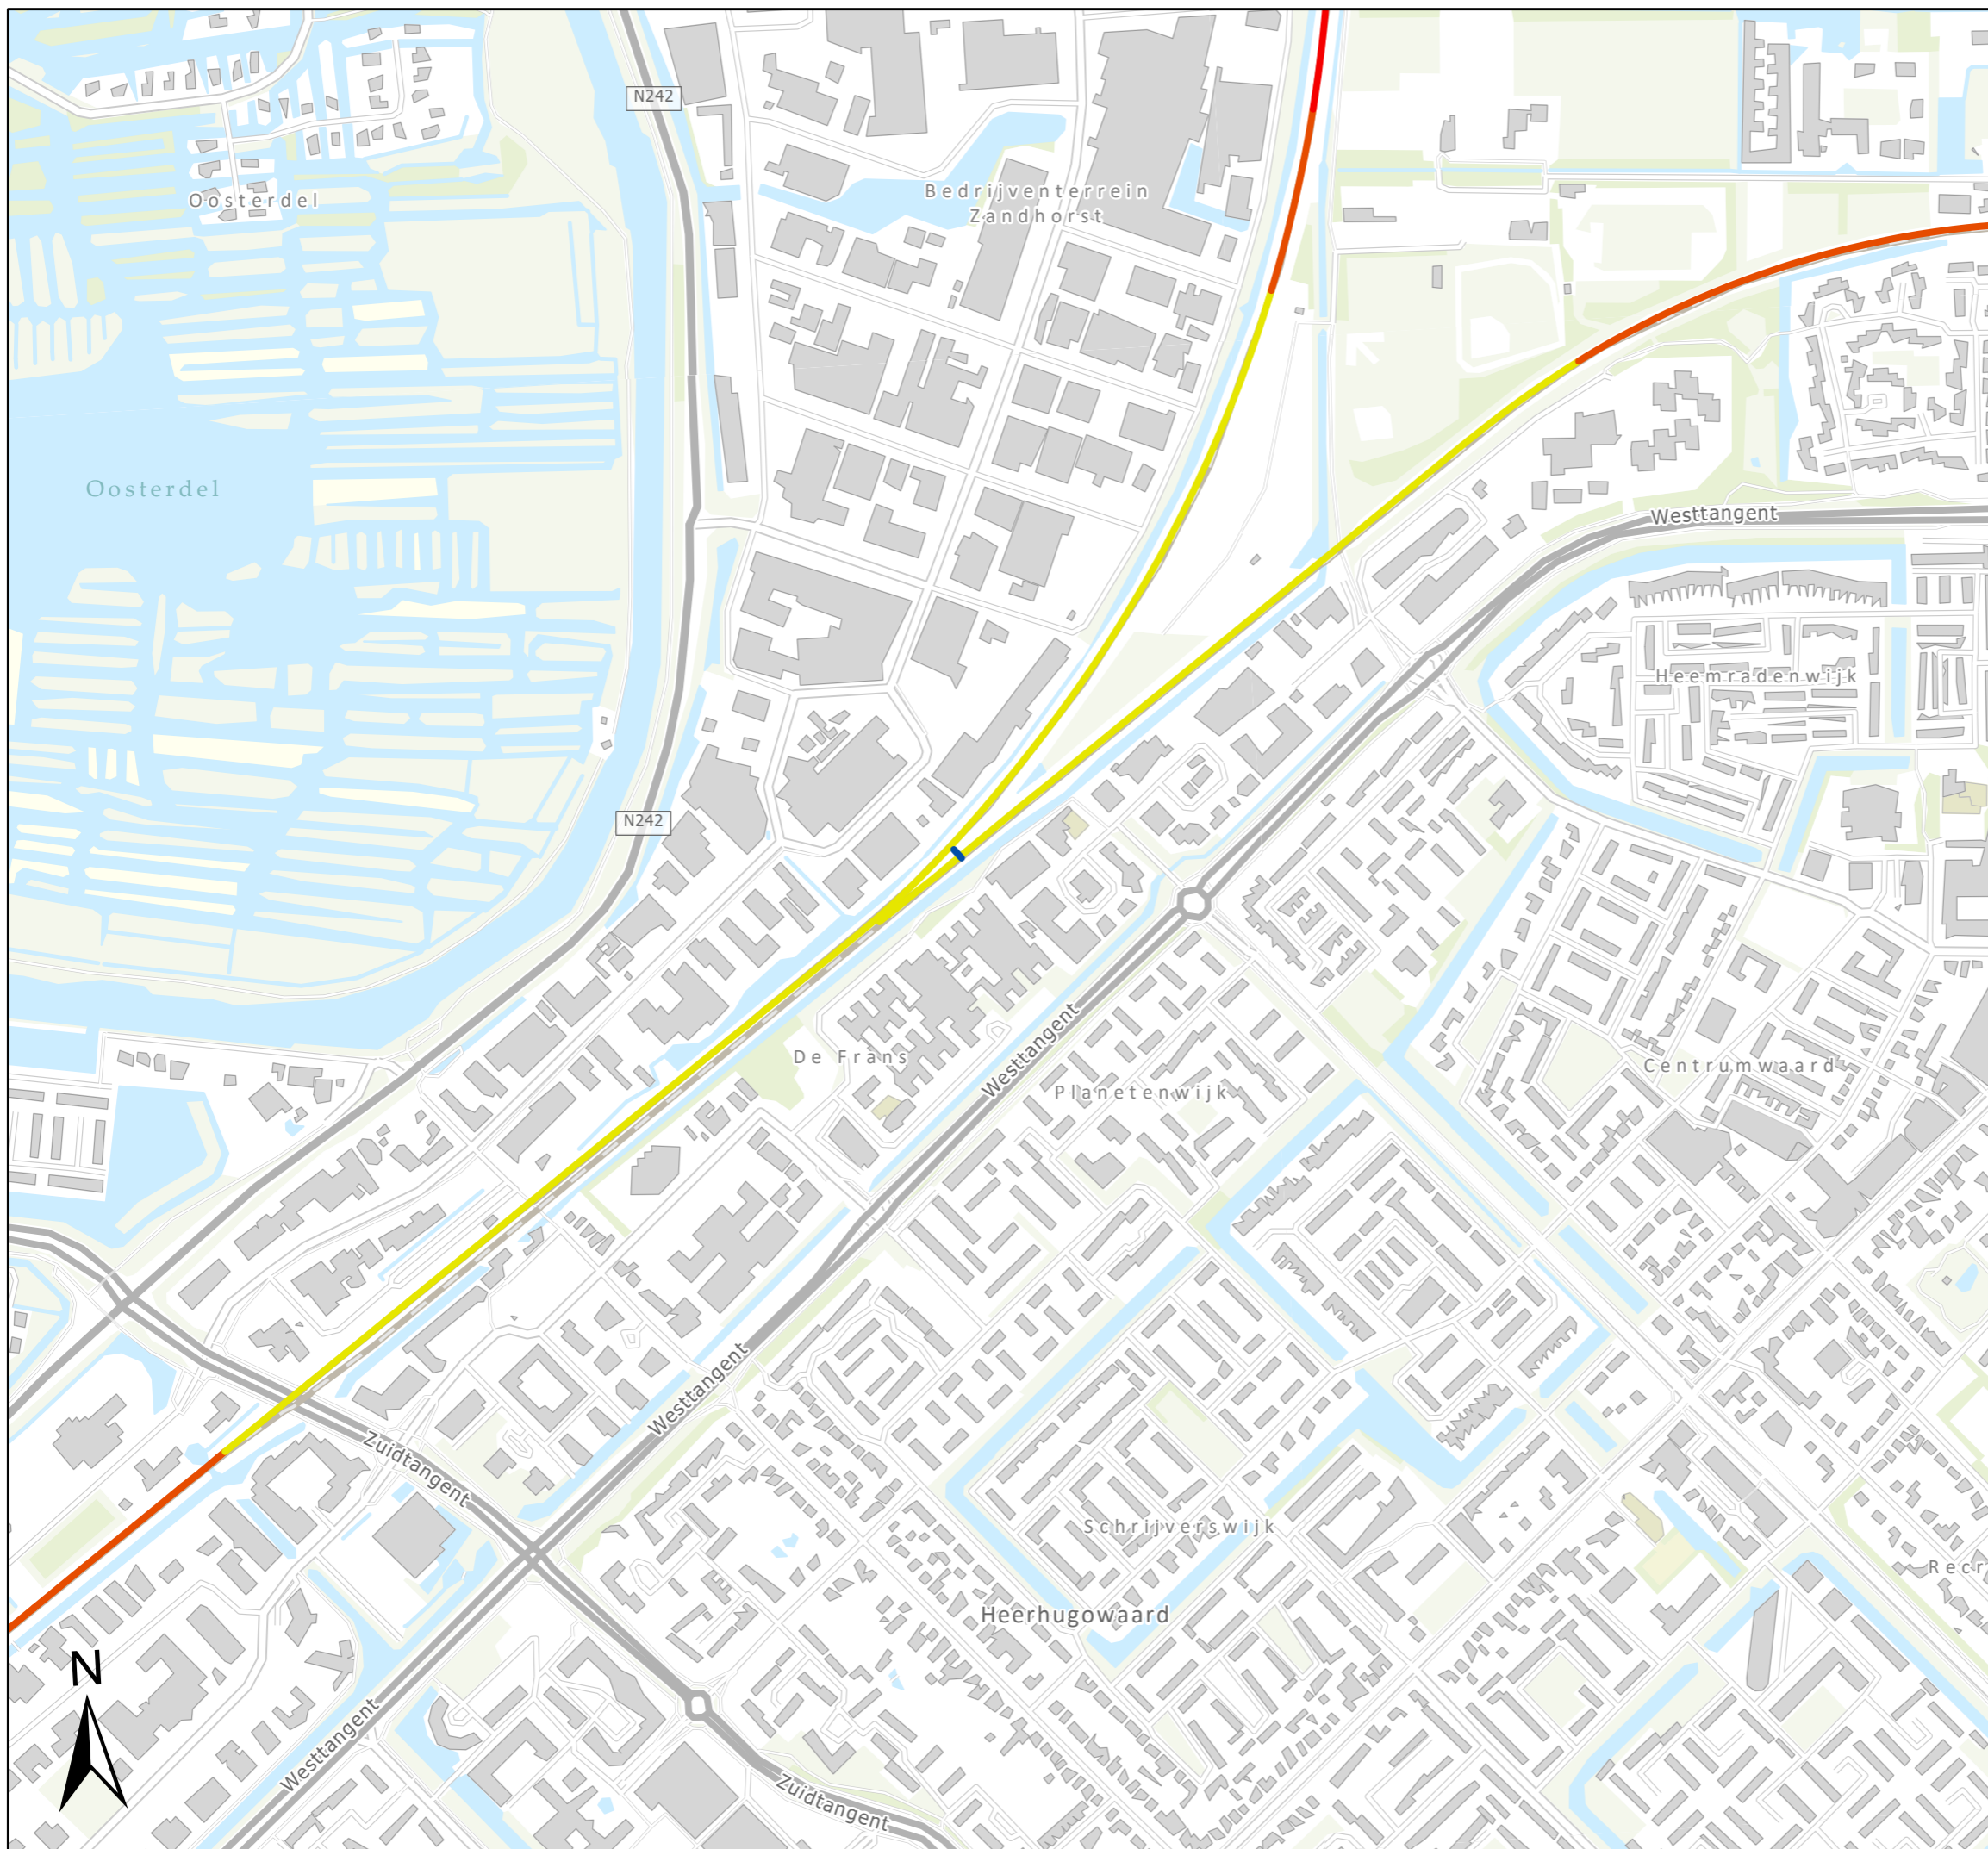 N242
Oosterdel
Bedrijventerrein
Zandhorst
Oosterdel
Westtangent
Heemradenwijk
N242
De Frans
Westtangent
Planetenwijk
Centrumwaard
Westtangent
Zuidtangent
Schrijverswijk
Recr
Heerhugowaard
N
Westtangent
Zuidtangent